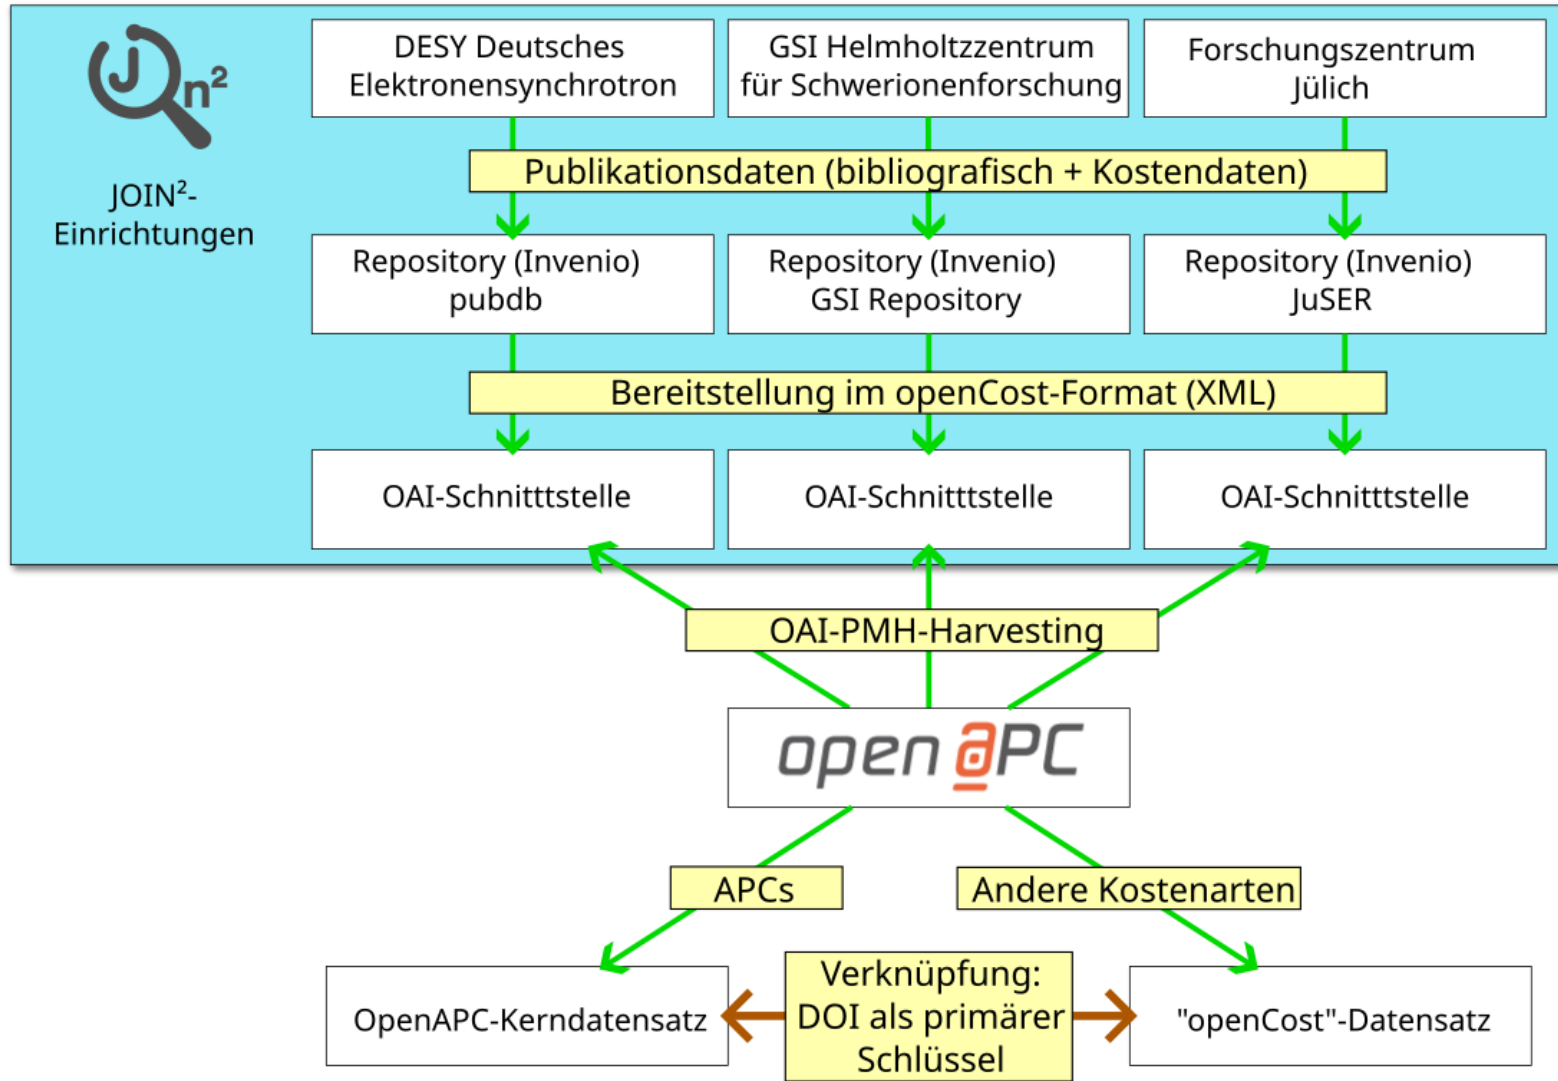 Jn²
JOIN²-
Einrichtungen
DESY Deutsches
Elektronensynchrotron
GSI Helmholtzzentrum
für Schwerionenforschung
Forschungszentrum
Jülich
Publikationsdaten (bibliografisch + Kostendaten)
Repository (Invenio)
pubdb
Repository (Invenio)
GSI Repository
Repository (Invenio)
JuSER
Bereitstellung im openCost-Format (XML)
OAI-Schnitttstelle
OAI-Schnitttstelle
OAI-Schnitttstelle
OAI-PMH-Harvesting
open aPC
APCs
Andere Kostenarten
OpenAPC-Kerndatensatz
Verknüpfung:
DOI als primärer
Schlüssel
"openCost"-Datensatz